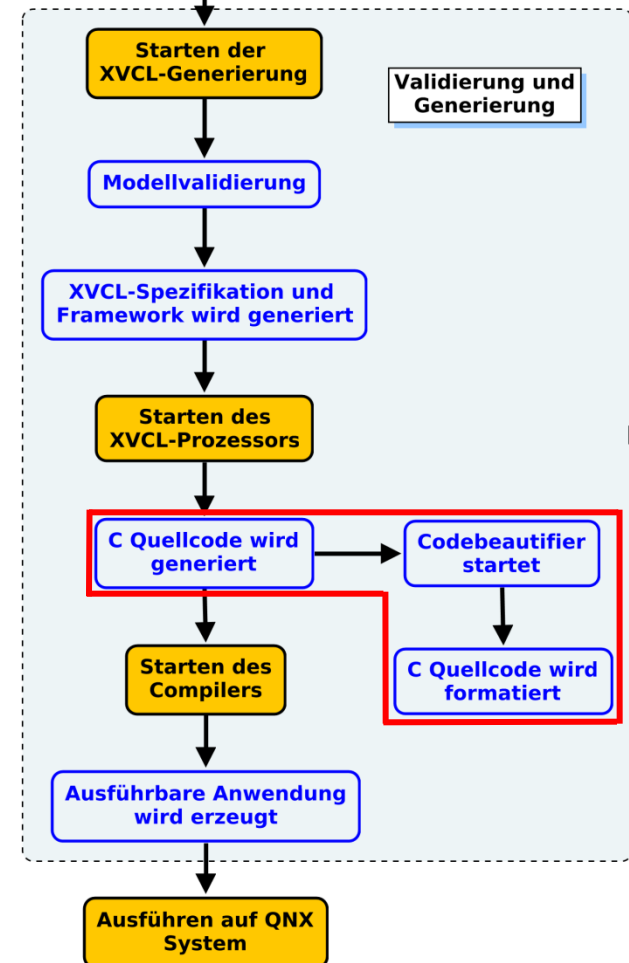 Starten der
XVCL-Generierung
Validierung und
Generierung
Modellvalidierung
XVCL-Spezifikation und
Framework wird generiert
Starten des
XVCL-Prozessors
C Quellcode wird
generiert
Codebeautifier
startet
Starten des
Compilers
C Quellcode wird
formatiert
Ausführbare Anwendung
wird erzeugt
Ausführen auf QNX
System